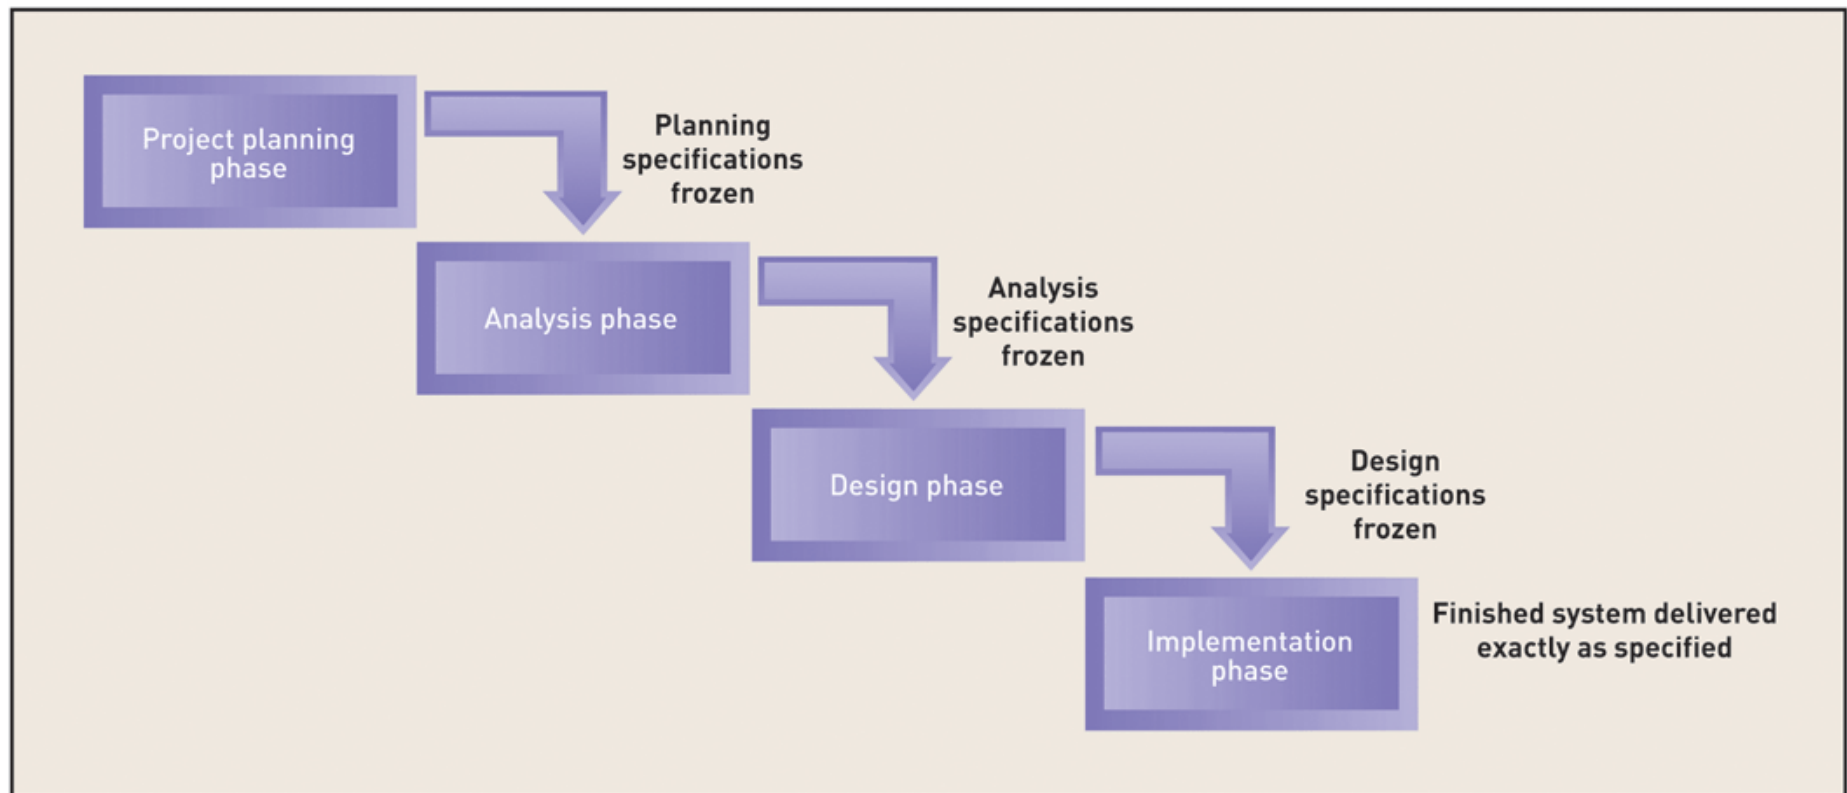 Project planning
phase
Planning
specifications
frozen
Analysis phase
Analysis
specifications
frozen
Design phase
Design
specifications
frozen
Implementation
phase
Finished system delivered
exactly as specified